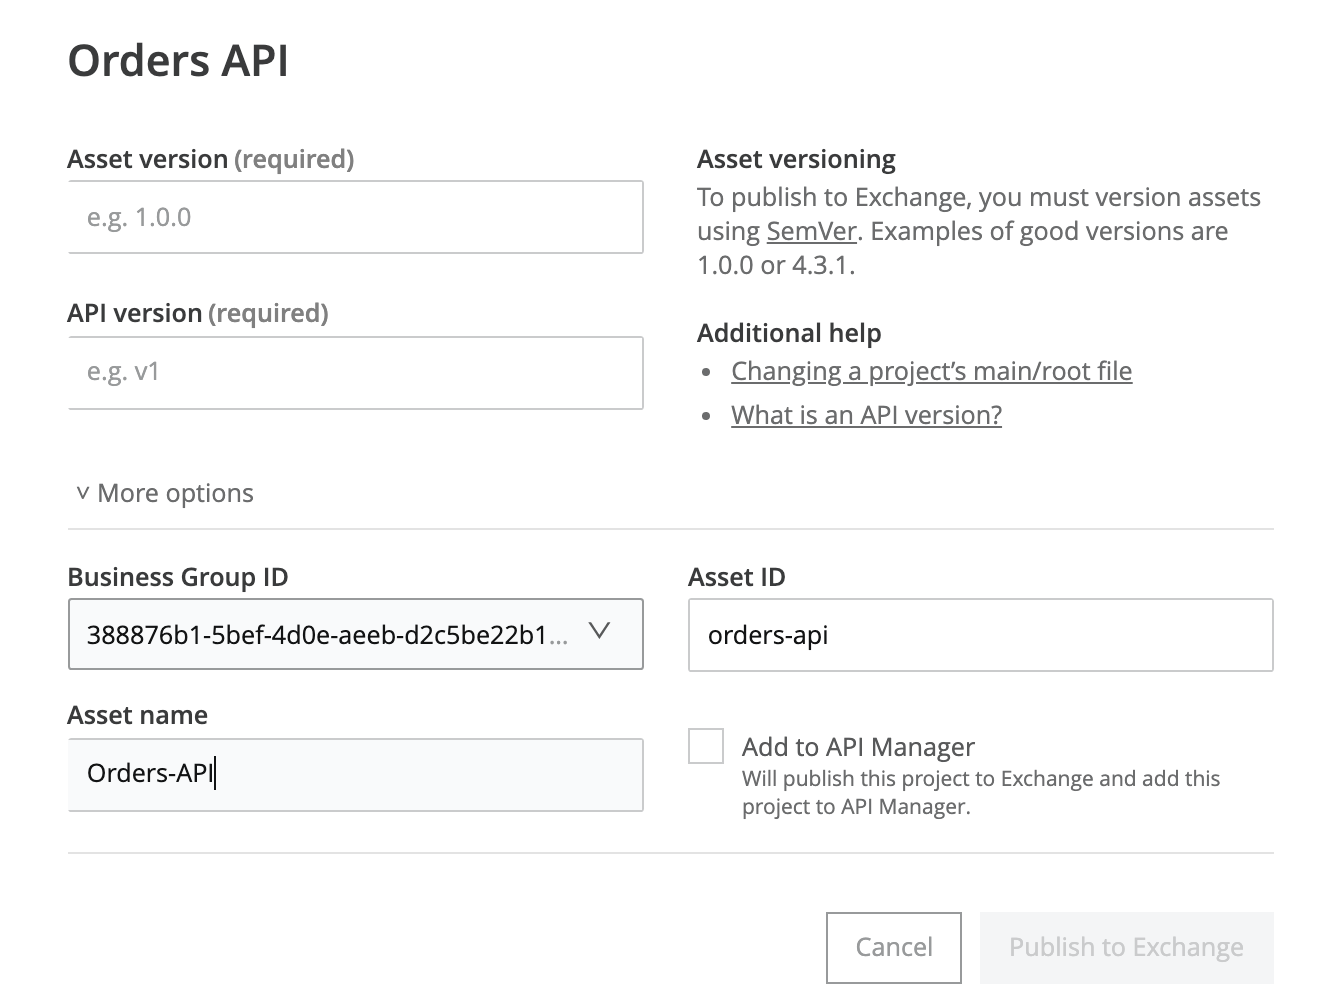 Orders API
Asset version (required)
e.g. 1.0.0
API version (required)
e.g. v1
Asset versioning
To publish to Exchange, you must version assets
using SemVer. Examples of good versions are
1.0.0 or 4.3.1.
Additional help
• Changing a project’s main/root file
• What is an API version?
More options
Business Group ID
388876b1-5bef-4d0e-aeeb-d2c5be22b1...
Asset ID
orders-api
Asset name
Orders-API
Add to API Manager
Will publish this project to Exchange and add this
project to API Manager.
Cancel
Publish to Exchange